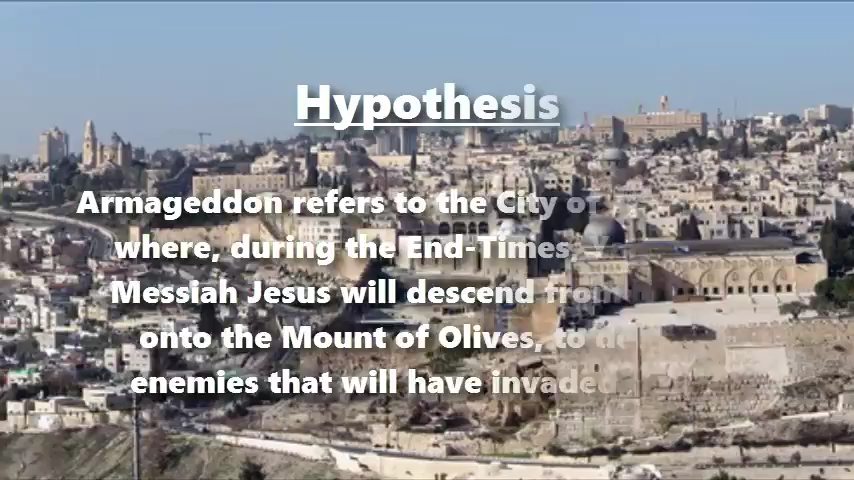 Hypothesis
Armageddon refers to the City of
where, during the End-Times,
Messiah Jesus will descend from
onto the Mount of Olives, to
enemies that will have invaded